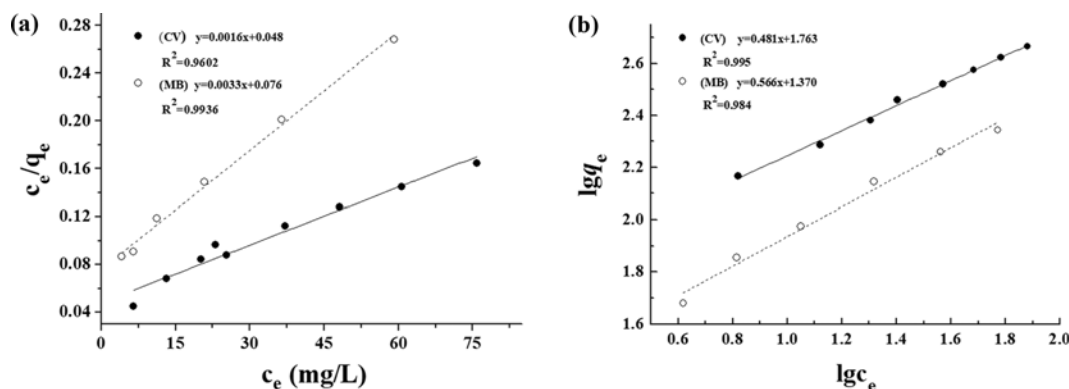 (a)
(CV) y=0.0016x+0.048
R²=0.9602
(MB) y=0.0033x+0.076
R²=0.9936
0.28
0.24
0.20
0.16
0.12
0.08
0.04
cₑ/qₑ
0 15 30 45 60 75
cₑ (mg/L)
(b)
(CV) y=0.481x+1.763
R²=0.995
(MB) y=0.566x+1.370
R²=0.984
2.6
2.4
2.2
2.0
1.8
1.6
lgqₑ
0.6 0.8 1.0 1.2 1.4 1.6 1.8 2.0
lgcₑ